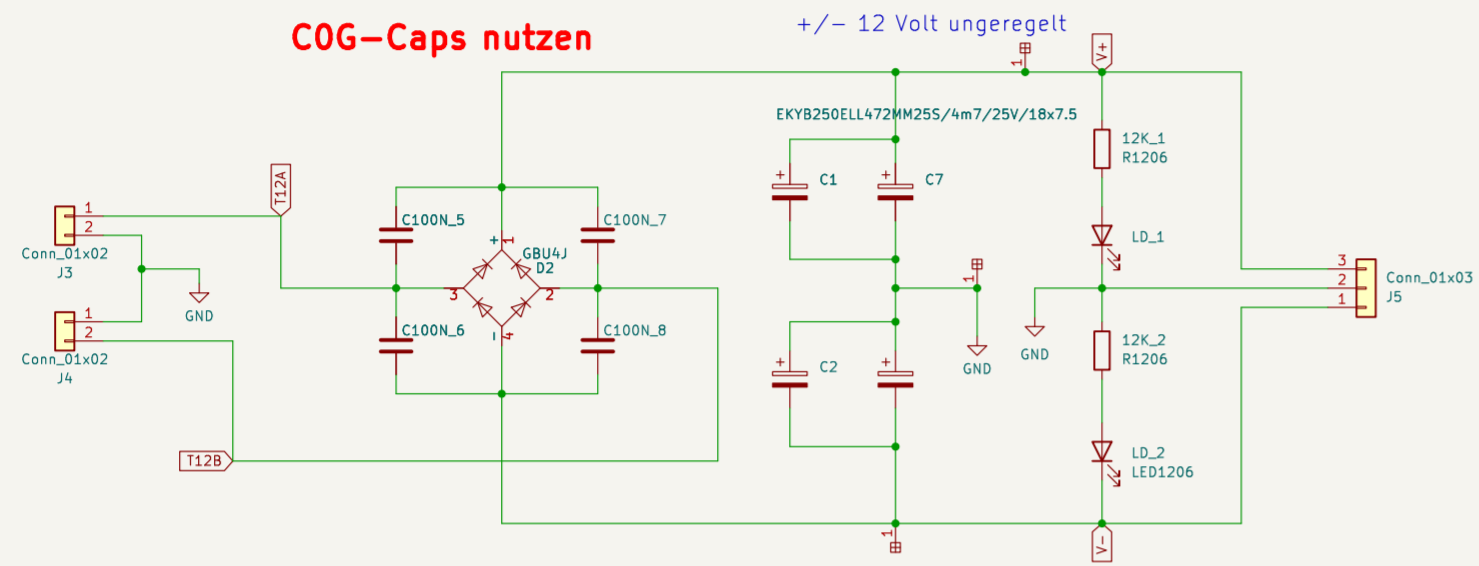 C0G-Caps nutzen
+/- 12 Volt ungeregelt
1
V+
EKYB250ELL472MM25S/4m7/25V/18x7.5
12K_1
R1206
T12A
C1
C7
1
2
Conn_01x02
J3
C100N_5
C100N_7
+
1
GBU4J
D2
3
2
LD_1
1
3
2
1
Conn_01x03
J5
GND
1
2
Conn_01x02
J4
C100N_6
-
4
C100N_8
GND
GND
12K_2
R1206
+
+
C2
+
+
T12B
LD_2
LED1206
1
V-